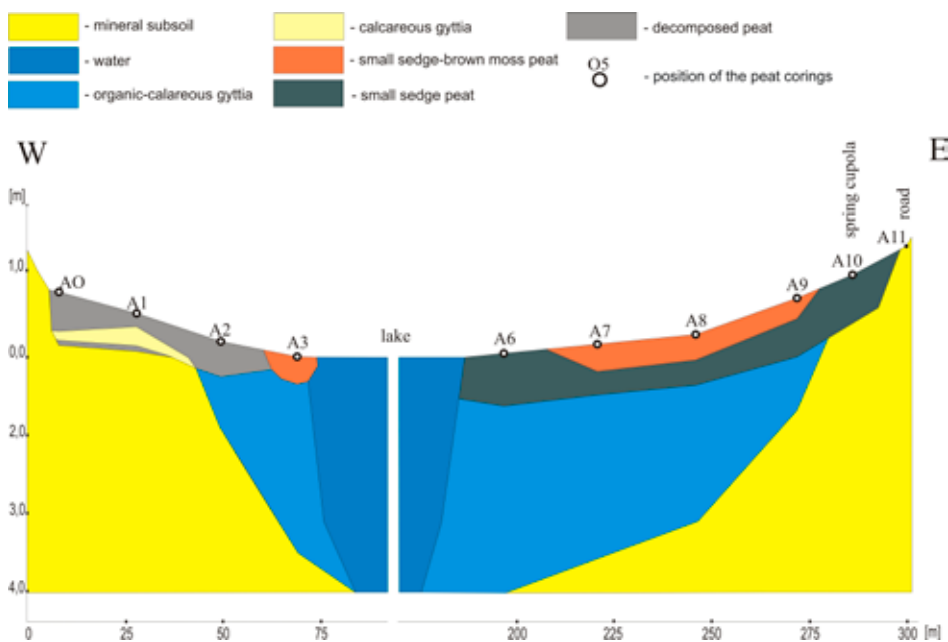 - mineral subsoil
- water
- organic-calareous gyttia
- calcareous gyttia
- small sedge-brown moss peat
- small sedge peat
- decomposed peat
O5
- position of the peat corings
W
E
[m]
spring cupola
road
1,0
0,0
2,0
3,0
4,0
AO
A1
A2
A3
lake
A6
A7
A8
A9
A10
A11
0
25
50
75
200
225
250
275
300
[m]